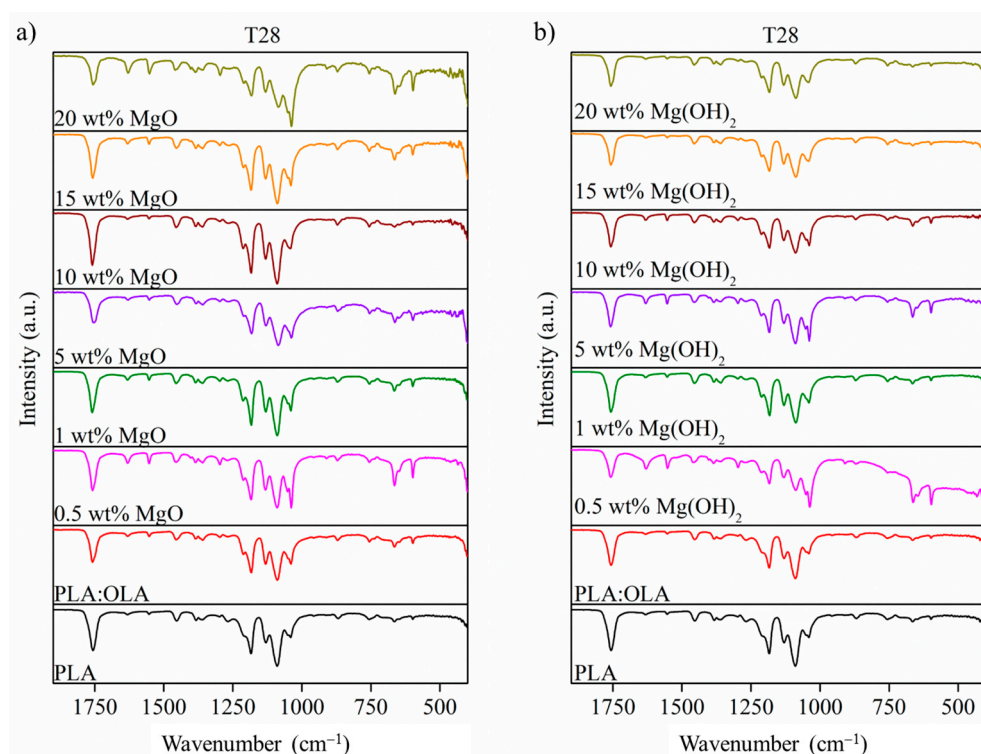 a)
T28
20 wt% MgO
15 wt% MgO
10 wt% MgO
5 wt% MgO
1 wt% MgO
0.5 wt% MgO
PLA:OLA
PLA
Intensity (a.u.)
1750 1500 1250 1000 750 500
Wavenumber (cm⁻¹)
b)
T28
20 wt% Mg(OH)₂
15 wt% Mg(OH)₂
10 wt% Mg(OH)₂
5 wt% Mg(OH)₂
1 wt% Mg(OH)₂
0.5 wt% Mg(OH)₂
PLA:OLA
PLA
Intensity (a.u.)
1750 1500 1250 1000 750 500
Wavenumber (cm⁻¹)